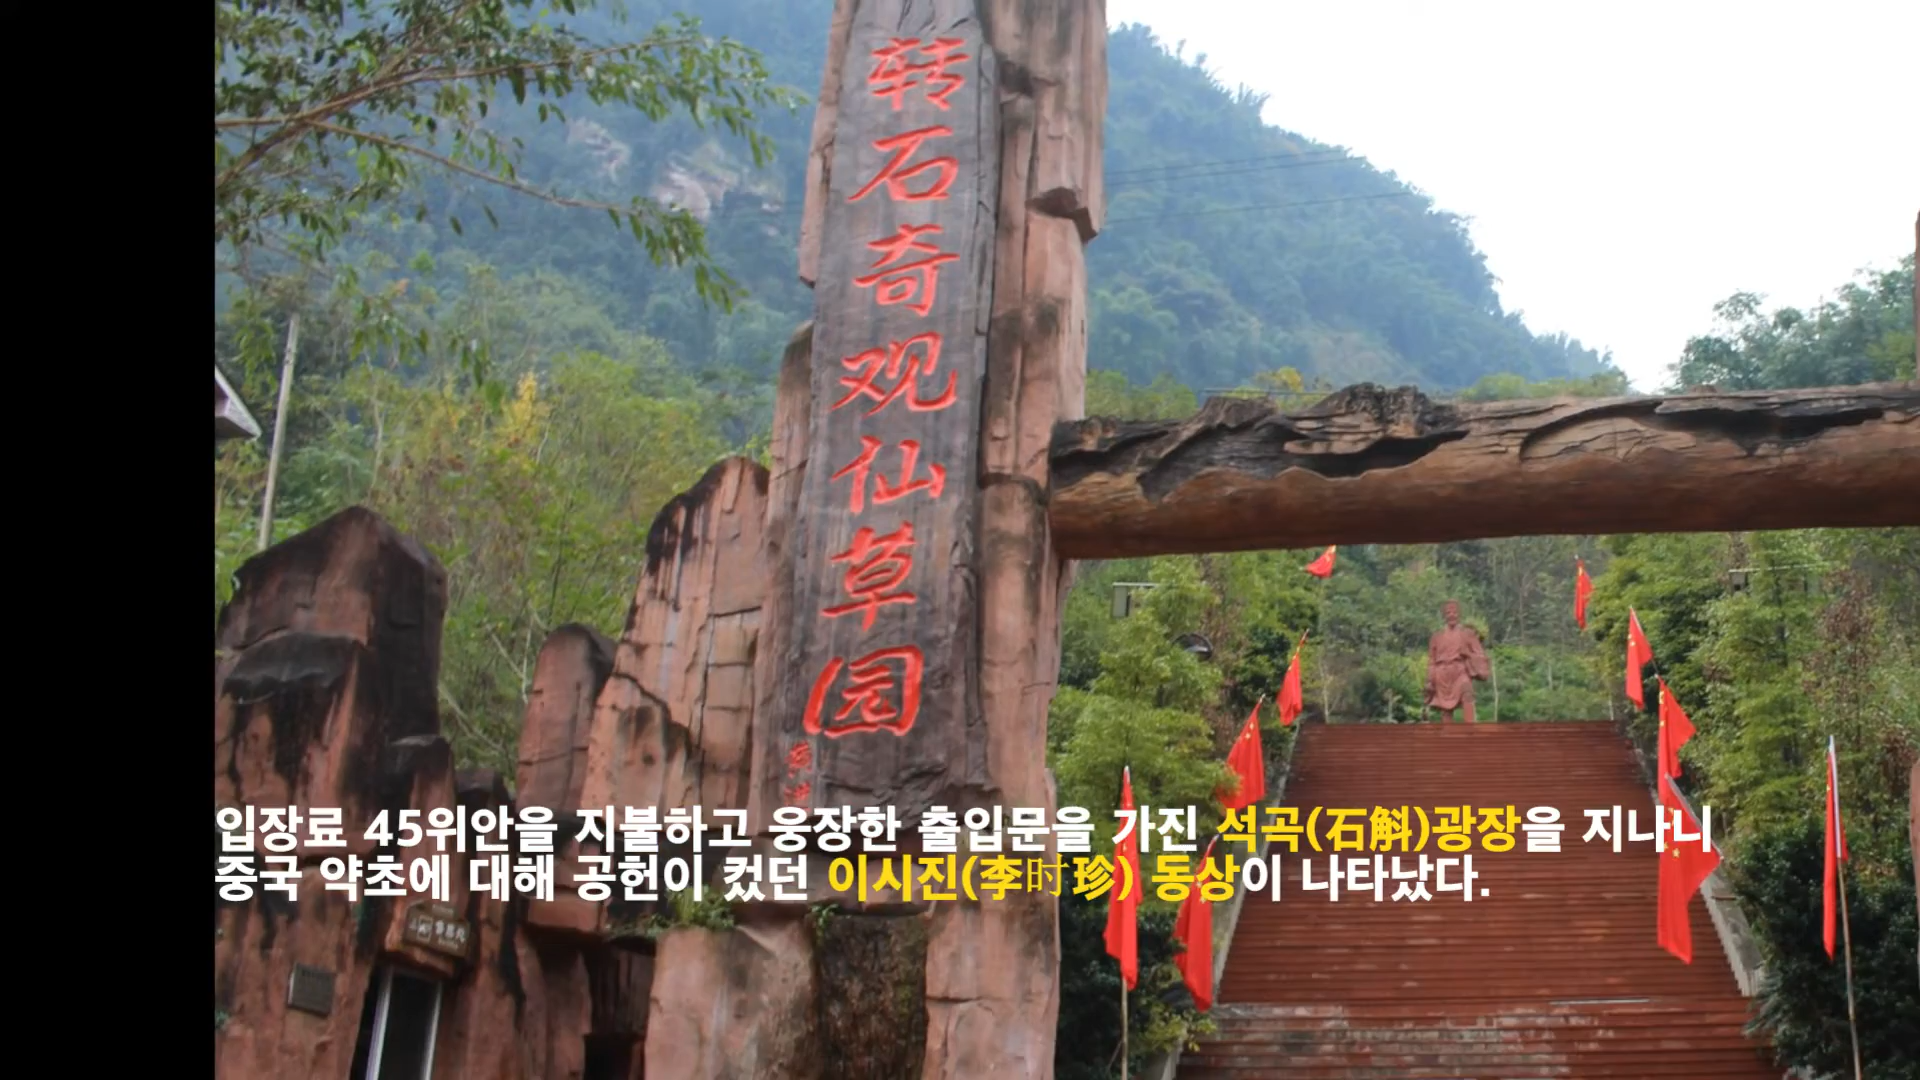 转石奇观仙草园
입장료 45위안을 지불하고 웅장한 출입문을 가진 석곡(石斛)광장을 지나니
중국 약초에 대해 공헌이 컸던 이시진(李时珍) 동상이 나타났다.